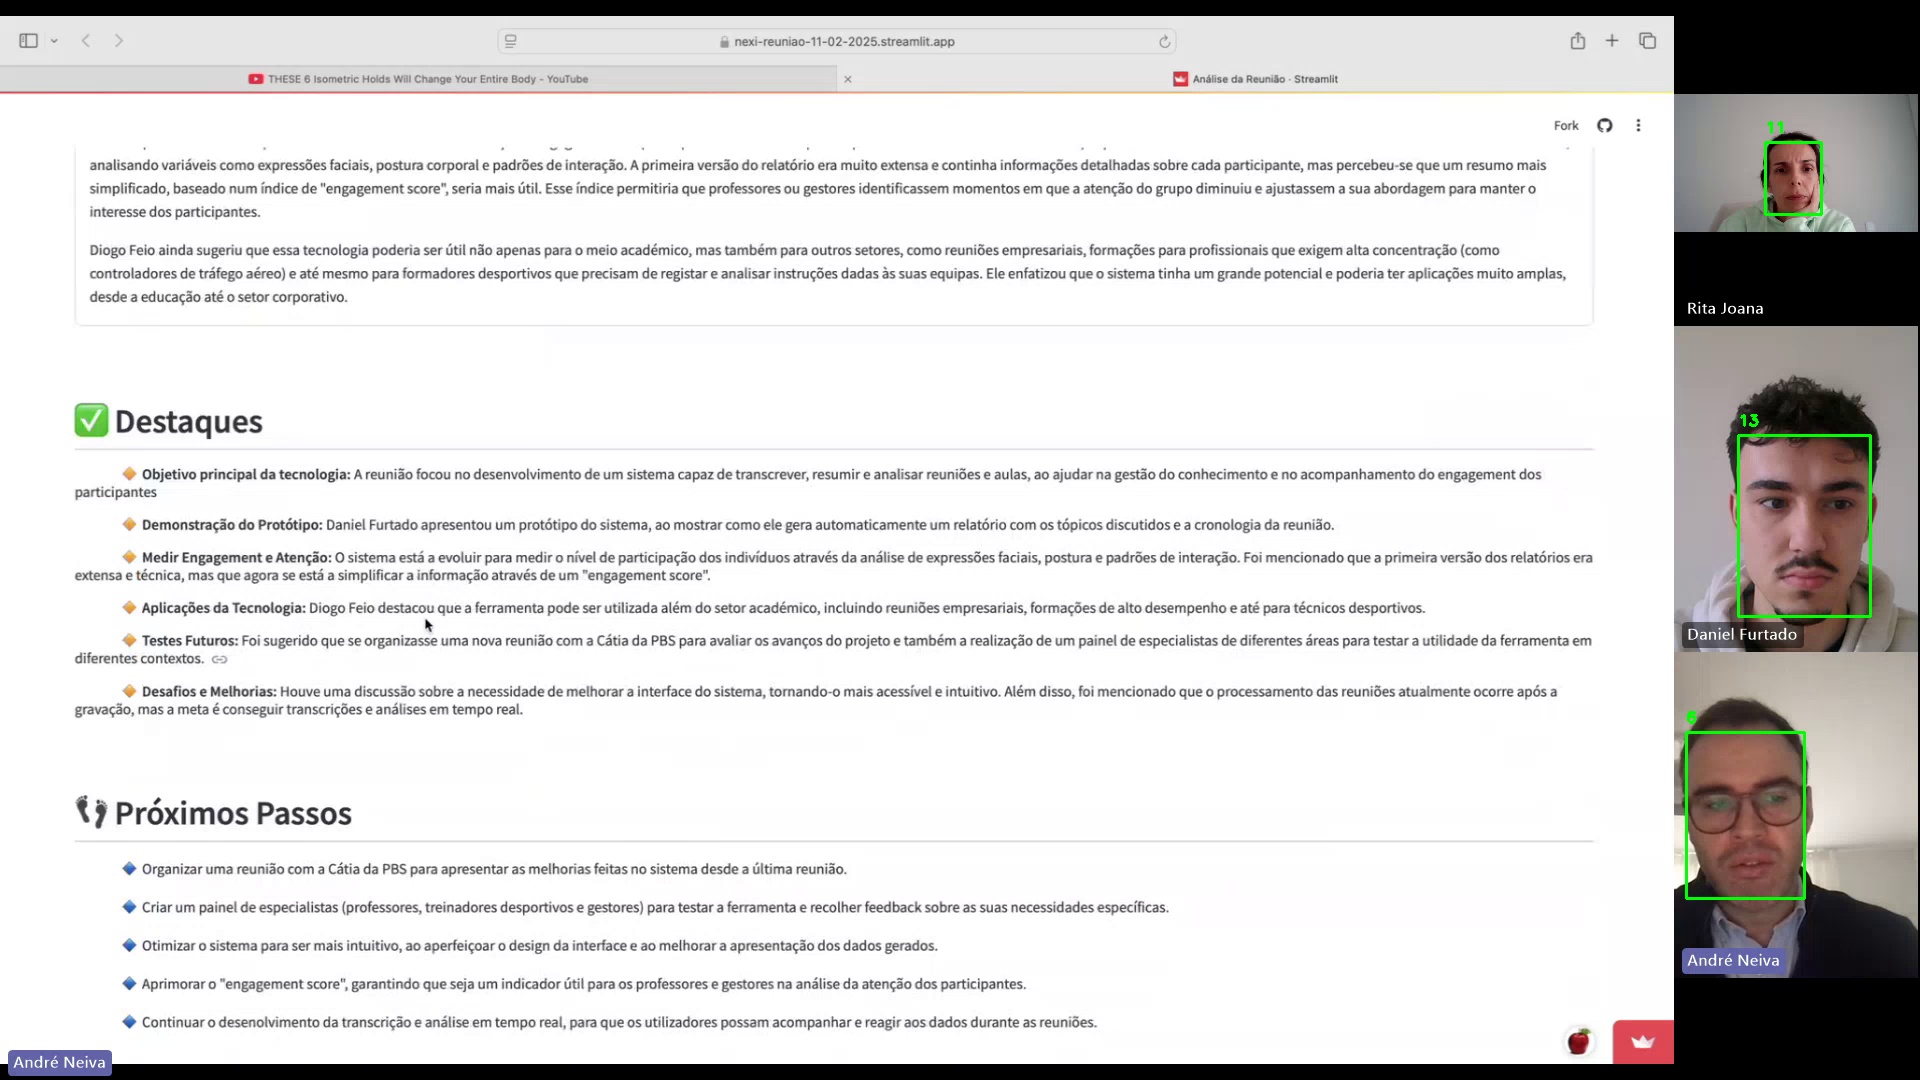 nexi-reuniao-11-02-2025.streamlit.app
THESE 6 Isometric Holds Will Change Your Entire Body - YouTube
Análise da Reunião · Streamlit
Fork
analisando variáveis como expressões faciais, postura corporal e padrões de interação. A primeira versão do relatório era muito extensa e continha informações detalhadas sobre cada participante, mas percebeu-se que um resumo mais
simplificado, baseado num índice de "engagement score", seria mais útil. Esse índice permitiria que professores ou gestores identificassem momentos em que a atenção do grupo diminuiu e ajustassem a sua abordagem para manter o
interesse dos participantes.
Diogo Feio ainda sugeriu que essa tecnologia poderia ser útil não apenas para o meio académico, mas também para outros setores, como reuniões empresariais, formações para profissionais que exigem alta concentração (como
controladores de tráfego aéreo) e até mesmo para formadores desportivos que precisam de registar e analisar instruções dadas às suas equipas. Ele enfatizou que o sistema tinha um grande potencial e poderia ter aplicações muito amplas,
desde a educação até o setor corporativo.
Destaques
Objetivo principal da tecnologia: A reunião focou no desenvolvimento de um sistema capaz de transcrever, resumir e analisar reuniões e aulas, ao ajudar na gestão do conhecimento e no acompanhamento do engagement dos
participantes
Demonstração do Protótipo: Daniel Furtado apresentou um protótipo do sistema, ao mostrar como ele gera automaticamente um relatório com os tópicos discutidos e a cronologia da reunião.
Medir Engagement e Atenção: O sistema está a evoluir para medir o nível de participação dos indivíduos através da análise de expressões faciais, postura e padrões de interação. Foi mencionado que a primeira versão dos relatórios era
extensa e técnica, mas que agora se está a simplificar a informação através de um "engagement score".
Aplicações da Tecnologia: Diogo Feio destacou que a ferramenta pode ser utilizada além do setor académico, incluindo reuniões empresariais, formações de alto desempenho e até para técnicos desportivos.
Testes Futuros: Foi sugerido que se organizasse uma nova reunião com a Cátia da PBS para avaliar os avanços do projeto e também a realização de um painel de especialistas de diferentes áreas para testar a utilidade da ferramenta em
diferentes contextos.
Desafios e Melhorias: Houve uma discussão sobre a necessidade de melhorar a interface do sistema, tornando-o mais acessível e intuitivo. Além disso, foi mencionado que o processamento das reuniões atualmente ocorre após a
gravação, mas a meta é conseguir transcrições e análises em tempo real.
Próximos Passos
Organizar uma reunião com a Cátia da PBS para apresentar as melhorias feitas no sistema desde a última reunião.
Criar um painel de especialistas (professores, treinadores desportivos e gestores) para testar a ferramenta e recolher feedback sobre as suas necessidades específicas.
Otimizar o sistema para ser mais intuitivo, ao aperfeiçoar o design da interface e ao melhorar a apresentação dos dados gerados.
Aprimorar o "engagement score", garantindo que seja um indicador útil para os professores e gestores na análise da atenção dos participantes.
Continuar o desenolvimento da transcrição e análise em tempo real, para que os utilizadores possam acompanhar e reagir aos dados durante as reuniões.
André Neiva
11
Rita Joana
13
Daniel Furtado
André Neiva